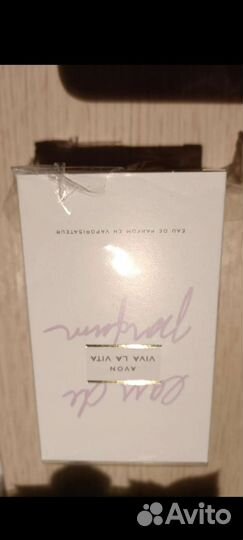 eau de
parfum
AVON
VIVA LA VITA
EAU DE PARFUM EN VAPORISATEUR
Avito